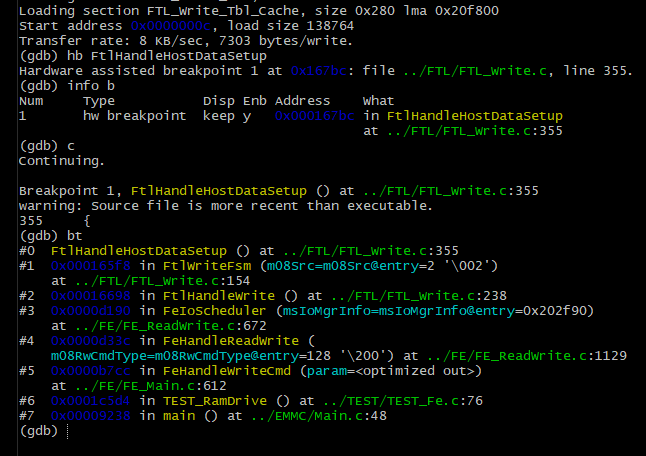 Loading section FTL_Write_Tbl_Cache, size 0x280 lma 0x20f800
Start address 0x0000000c, load size 138764
Transfer rate: 8 KB/sec, 7303 bytes/write.
(gdb) hb FtlHandleHostDataSetup
Hardware assisted breakpoint 1 at 0x167bc: file ../FTL/FTL_Write.c, line 355.
(gdb) info b
Num     Type           Disp Enb Address    What
1       hw breakpoint  keep y   0x000167bc in FtlHandleHostDataSetup
at ../FTL/FTL_Write.c:355
(gdb) c
Continuing.
Breakpoint 1, FtlHandleHostDataSetup () at ../FTL/FTL_Write.c:355
warning: Source file is more recent than executable.
355     {
(gdb) bt
#0  FtlHandleHostDataSetup () at ../FTL/FTL_Write.c:355
#1  0x000165f8 in FtlWriteFsm (m08Src=m08Src@entry=2 '\002')
at ../FTL/FTL_Write.c:154
#2  0x00016698 in FtlHandleWrite () at ../FTL/FTL_Write.c:238
#3  0x0000d190 in FeIoScheduler (msIoMgrInfo=msIoMgrInfo@entry=0x202f90)
at ../FE/FE_ReadWrite.c:672
#4  0x0000d33c in FeHandleReadWrite (
m08RwCmdType=m08RwCmdType@entry=128 '\200') at ../FE/FE_ReadWrite.c:1129
#5  0x0000b7cc in FeHandleWriteCmd (param=<optimized out>)
at ../FE/FE_Main.c:612
#6  0x0001c5d4 in TEST_RamDrive () at ../TEST/TEST_Fe.c:76
#7  0x00009238 in main () at ../EMMC/Main.c:48
(gdb)